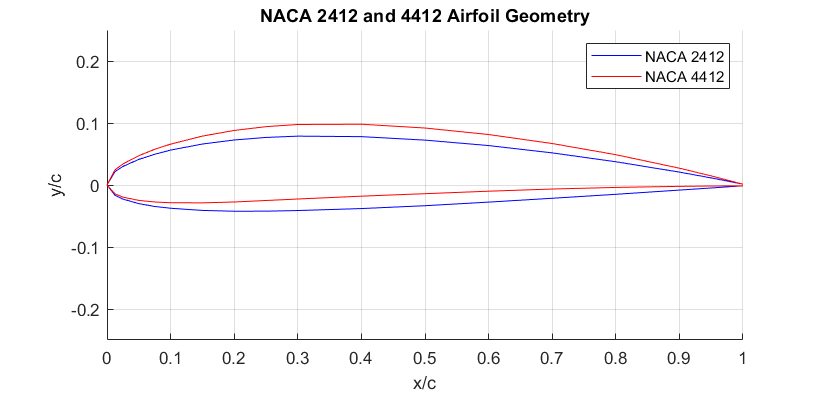 NACA 2412 and 4412 Airfoil Geometry
NACA 2412
NACA 4412
0.2
0.1
0
-0.1
-0.2
y/c
0 0.1 0.2 0.3 0.4 0.5 0.6 0.7 0.8 0.9 1
x/c